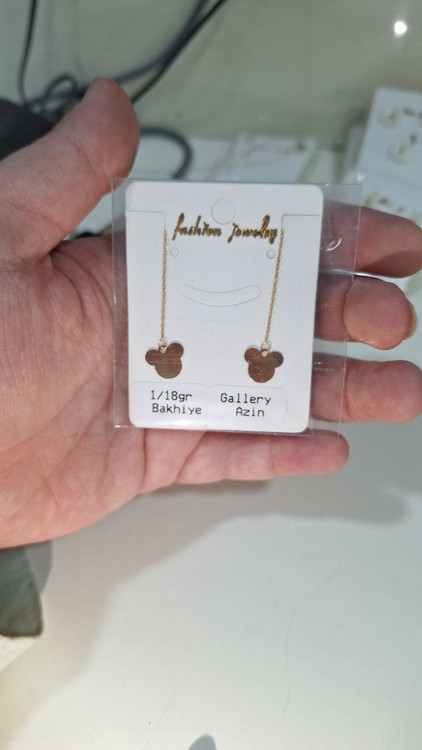 fashion jewelry
1/18gr
Bakhiye
Gallery
Azin